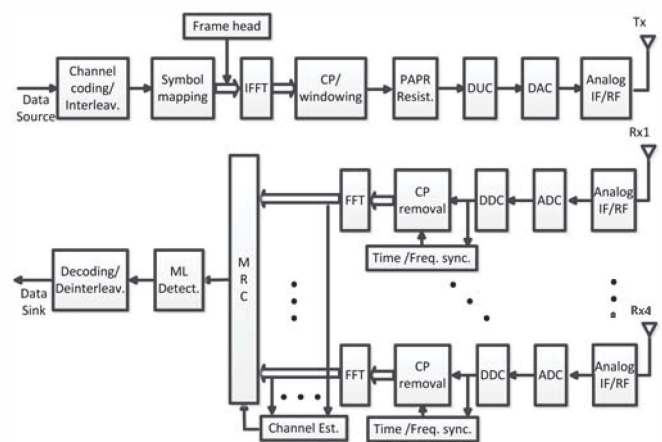 Frame head
Tx
Data
Source
Channel
coding/
Interleav.
Symbol
mapping
IFFT
CP/
windowing
PAPR
Resist.
DUC
DAC
Analog
IF/RF
Rx1
MRC
FFT
CP
removal
DDC
ADC
Analog
IF/RF
Time /Freq. sync.
Data
Sink
Decoding/
Deinterleav.
ML
Detect.
Rx4
FFT
CP
removal
DDC
ADC
Analog
IF/RF
Channel Est.
Time /Freq. sync.